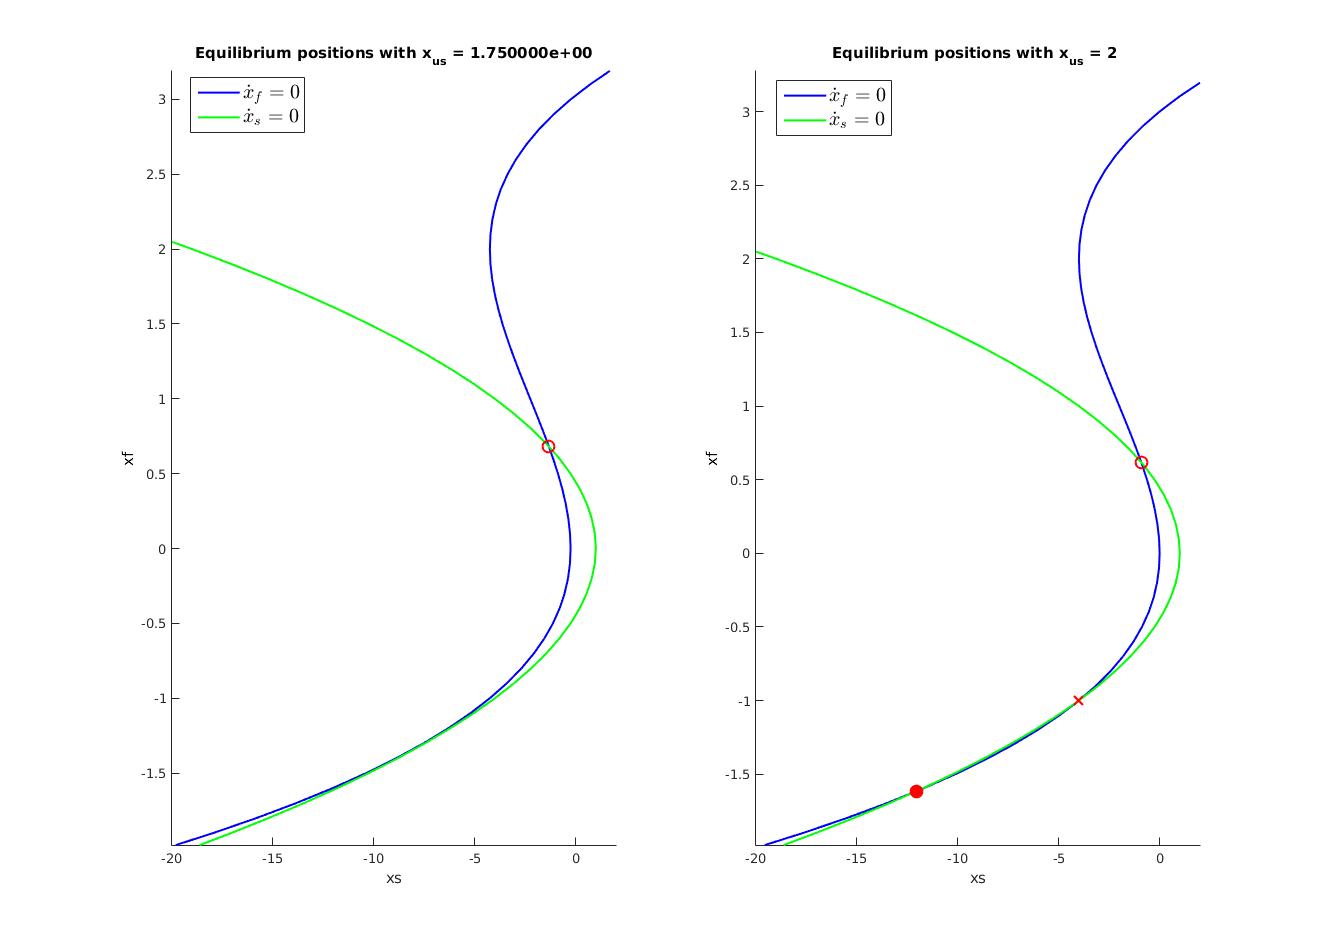 Equilibrium positions with x_us = 1.750000e+00
ẋ_f = 0
ẋ_s = 0
3
2.5
2
1.5
1
0.5
0
-0.5
-1
-1.5
xf
-20 -15 -10 -5 0
xs
Equilibrium positions with x_us = 2
ẋ_f = 0
ẋ_s = 0
3
2.5
2
1.5
1
0.5
0
-0.5
-1
-1.5
xf
-20 -15 -10 -5 0
xs